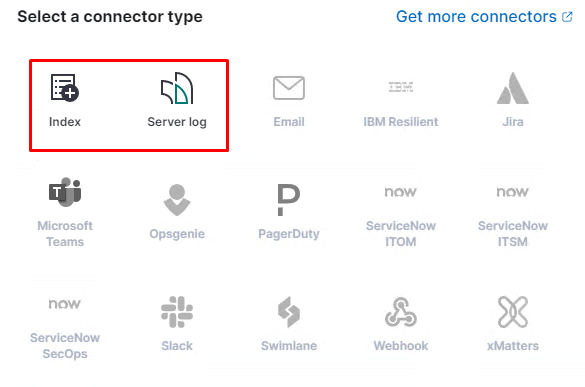 Select a connector type
Get more connectors
Index
Server log
Email
IBM Resilient
Jira
Microsoft
Teams
Opsgenie
PagerDuty
ServiceNow
ITOM
ServiceNow
ITSM
now
now
now
ServiceNow
SecOps
Slack
Swimlane
Webhook
xMatters